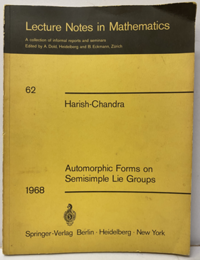 Lecture Notes in Mathematics
A collection of informal reports and seminars
Edited by A. Dold, Heidelberg and B. Eckmann, Zürich
62
Harish-Chandra
Automorphic Forms on
Semisimple Lie Groups
1968
Springer-Verlag Berlin · Heidelberg · New York